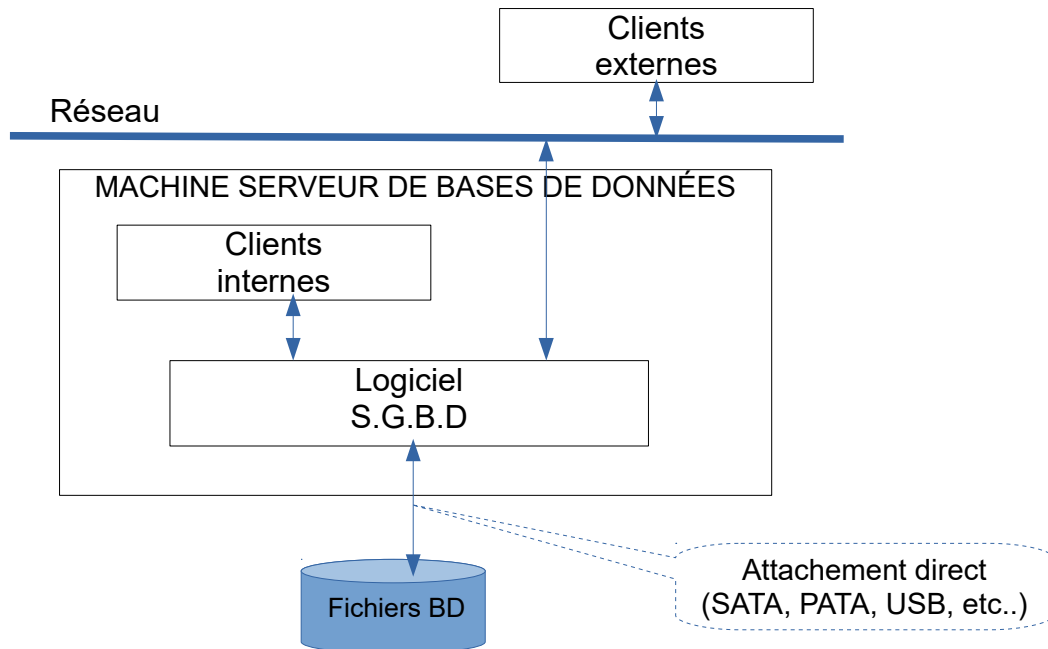 Clients
externes
Réseau
MACHINE SERVEUR DE BASES DE DONNÉES
Clients
internes
Logiciel
S.G.B.D
Attachement direct
(SATA, PATA, USB, etc..)
Fichiers BD